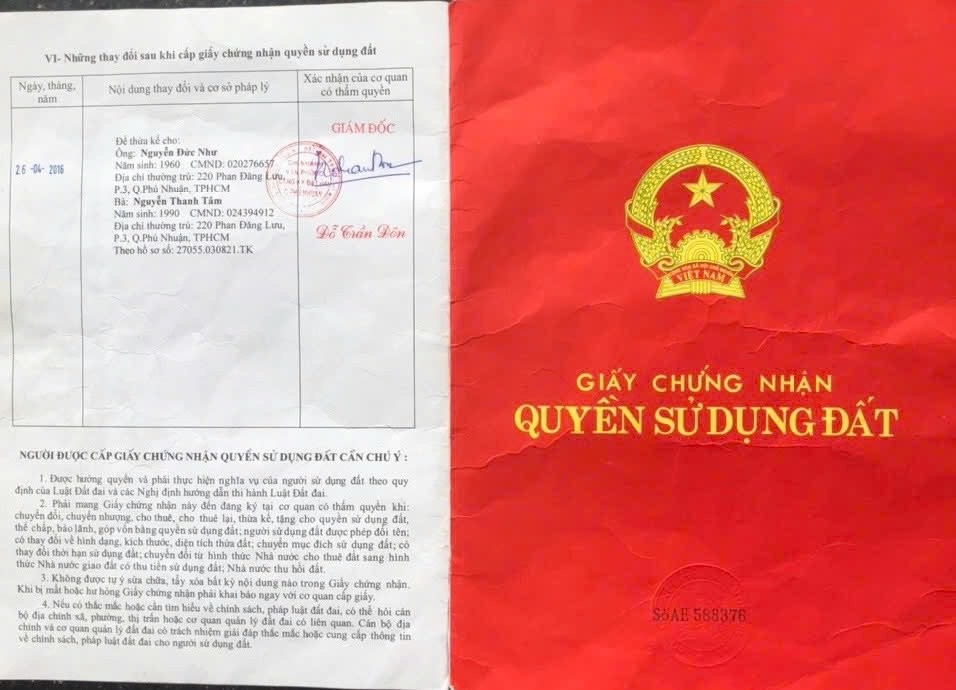 VI- Những thay đổi sau khi cấp giấy chứng nhận quyền sử dụng đất
Ngày, tháng, năm
Nội dung thay đổi và cơ sở pháp lý
Xác nhận của cơ quan có thẩm quyền
26-04-2016
Để thừa kế cho:
Ông: Nguyễn Đức Như
Năm sinh: 1960 CMND: 020276657
Địa chỉ thường trú: 220 Phan Đăng Lưu,
P.3, Q.Phú Nhuận, TPHCM
Bà: Nguyễn Thanh Tâm
Năm sinh: 1990 CMND: 024394912
Địa chỉ thường trú: 220 Phan Đăng Lưu,
P.3, Q.Phú Nhuận, TPHCM
Theo hồ sơ số: 27055.030821.TK
GIÁM ĐỐC
Đỗ Trần Đôn
NGƯỜI ĐƯỢC CẤP GIẤY CHỨNG NHẬN QUYỀN SỬ DỤNG ĐẤT CẦN CHÚ Ý :
1. Được hưởng quyền và phải thực hiện nghĩa vụ của người sử dụng đất theo quy
định của Luật Đất đai và các Nghị định hướng dẫn thi hành Luật Đất đai.
2. Phải mang Giấy chứng nhận này đến đăng ký tại cơ quan có thẩm quyền khi:
chuyển đổi, chuyển nhượng, cho thuê, cho thuê lại, thừa kế, tặng cho quyền sử dụng đất,
thế chấp, bảo lãnh, góp vốn bằng quyền sử dụng đất; người sử dụng đất được phép đổi tên;
có thay đổi về hình dạng, kích thước, diện tích thửa đất; chuyển mục đích sử dụng đất; có
thay đổi thời hạn sử dụng đất; chuyển đổi từ hình thức Nhà nước cho thuê đất sang hình
thức Nhà nước giao đất có thu tiền sử dụng đất; Nhà nước thu hồi đất.
3. Không được tự ý sửa chữa, tẩy xóa bất kỳ nội dung nào trong Giấy chứng nhận.
Khi bị mất hoặc hư hỏng Giấy chứng nhận phải khai báo ngay với cơ quan cấp giấy.
4. Nếu có thắc mắc hoặc cần tìm hiểu về chính sách, pháp luật đất đai, có thể hỏi cán
bộ địa chính xã, phường, thị trấn hoặc cơ quan quản lý đất đai có liên quan. Cán bộ địa
chính và cơ quan quản lý đất đai có trách nhiệm giải đáp thắc mắc hoặc cung cấp thông tin
về chính sách, pháp luật đất đai cho người sử dụng đất.
VIỆT NAM
GIẤY CHỨNG NHẬN
QUYỀN SỬ DỤNG ĐẤT
SốAE 588376